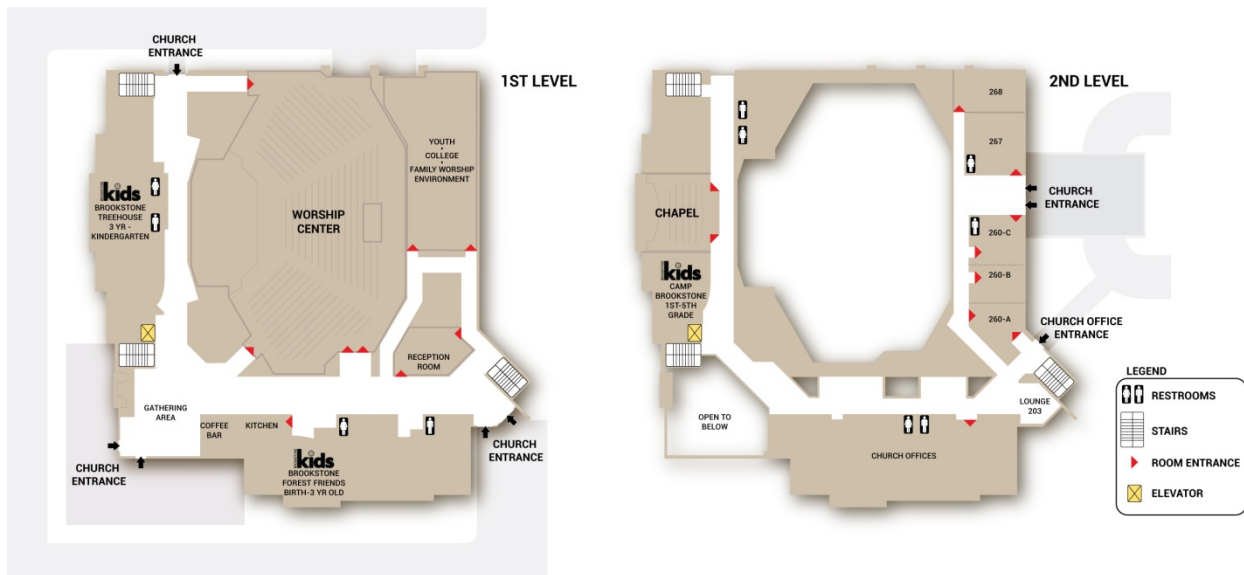 CHURCH
ENTRANCE
1ST LEVEL
YOUTH
•
COLLEGE
•
FAMILY WORSHIP
ENVIRONMENT
kids
BROOKSTONE
TREEHOUSE
3 YR -
KINDERGARTEN
WORSHIP
CENTER
RECEPTION
ROOM
GATHERING
AREA
COFFEE
BAR
KITCHEN
CHURCH
ENTRANCE
kids
BROOKSTONE
FOREST FRIENDS
BIRTH-3 YR OLD
CHURCH
ENTRANCE
2ND LEVEL
268
267
CHURCH
ENTRANCE
CHAPEL
260-C
kids
CAMP
BROOKSTONE
1ST-5TH
GRADE
260-B
260-A
CHURCH OFFICE
ENTRANCE
LOUNGE
203
OPEN TO
BELOW
CHURCH OFFICES
LEGEND
RESTROOMS
STAIRS
ROOM ENTRANCE
ELEVATOR